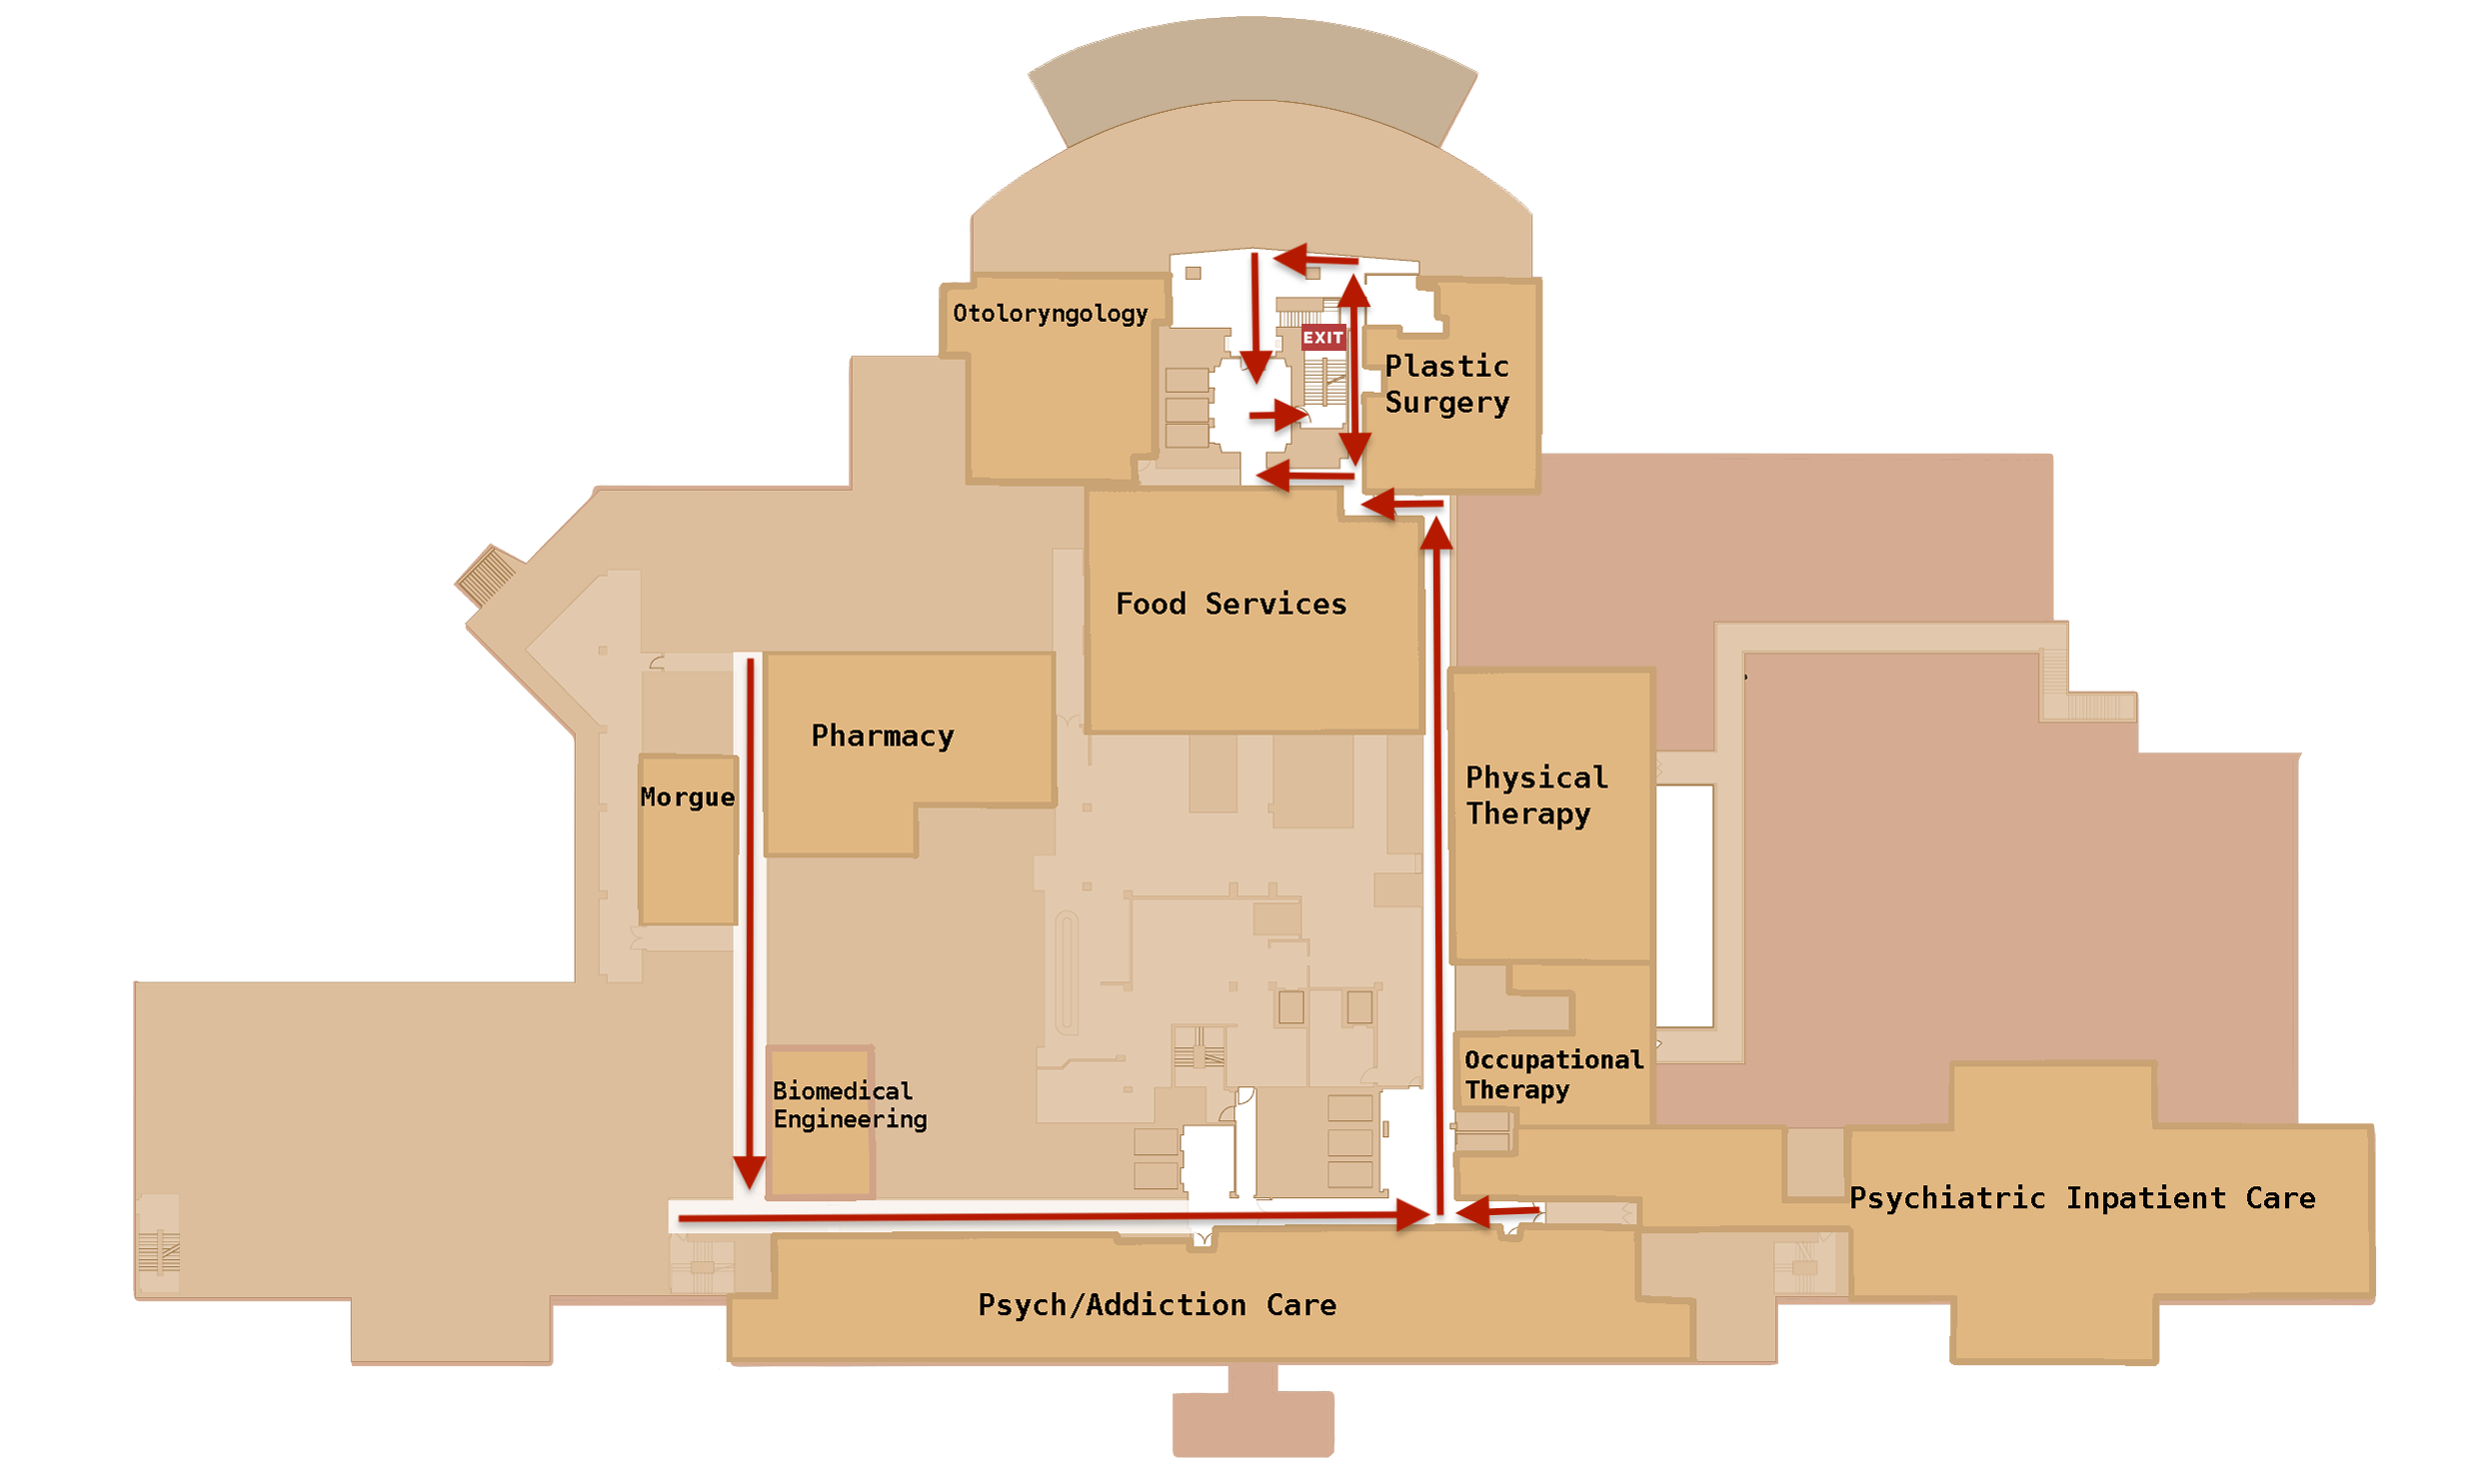 Otoloryngology
EXIT
Plastic
Surgery
Food Services
Pharmacy
Physical
Therapy
Morgue
Occupational
Therapy
Biomedical
Engineering
Psychiatric Inpatient Care
Psych/Addiction Care